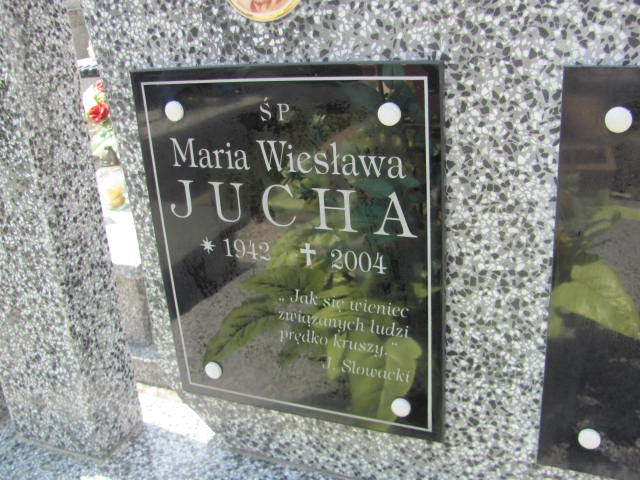 ŚP
Maria Wiesława
JUCHA
* 1942 ✝ 2004
„Jak się wieniec
związanych ludzi
prędko kruszy.”
J. Słowacki